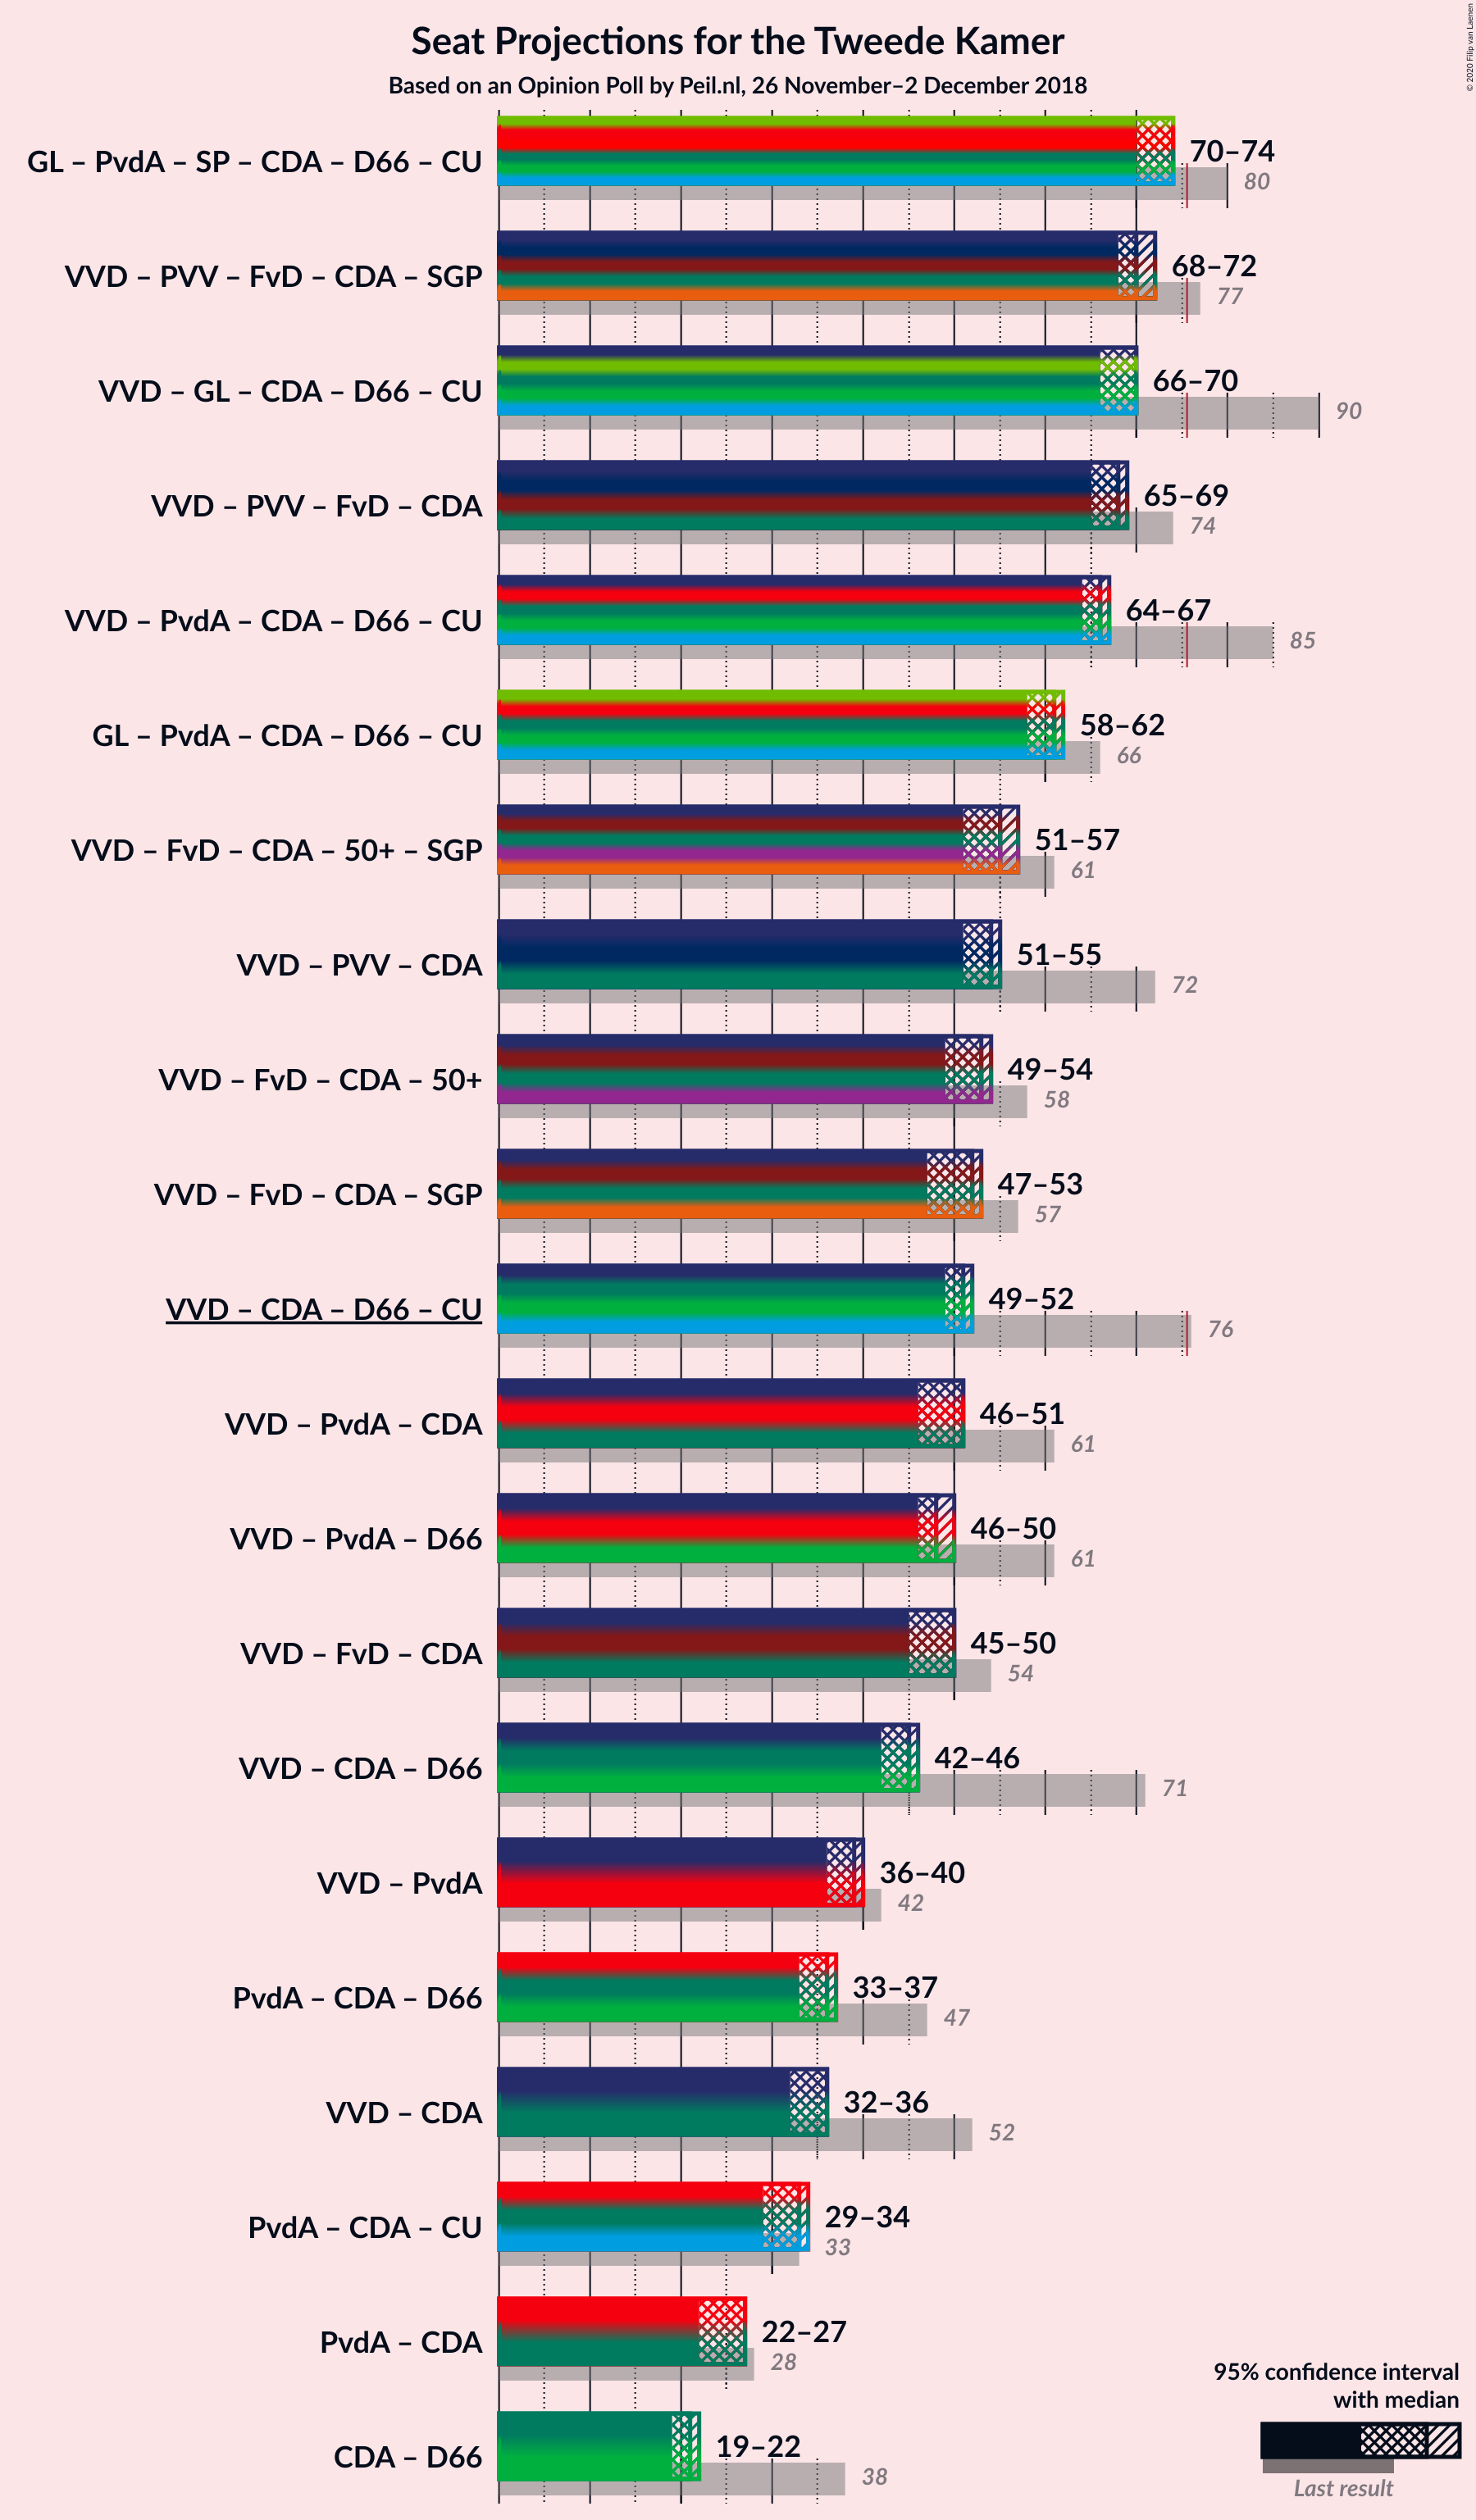 Seat Projections for the Tweede Kamer
Based on an Opinion Poll by Peil.nl, 26 November–2 December 2018
© 2020 Filip van Laenen
GL – PvdA – SP – CDA – D66 – CU
70–74
80
VVD – PVV – FvD – CDA – SGP
68–72
77
VVD – GL – CDA – D66 – CU
66–70
90
VVD – PVV – FvD – CDA
65–69
74
VVD – PvdA – CDA – D66 – CU
64–67
85
GL – PvdA – CDA – D66 – CU
58–62
66
VVD – FvD – CDA – 50+ – SGP
51–57
61
VVD – PVV – CDA
51–55
72
VVD – FvD – CDA – 50+
49–54
58
VVD – FvD – CDA – SGP
47–53
57
VVD – CDA – D66 – CU
49–52
76
VVD – PvdA – CDA
46–51
61
VVD – PvdA – D66
46–50
61
VVD – FvD – CDA
45–50
54
VVD – CDA – D66
42–46
71
VVD – PvdA
36–40
42
PvdA – CDA – D66
33–37
47
VVD – CDA
32–36
52
PvdA – CDA – CU
29–34
33
PvdA – CDA
22–27
28
CDA – D66
19–22
38
95% confidence interval
with median
Last result